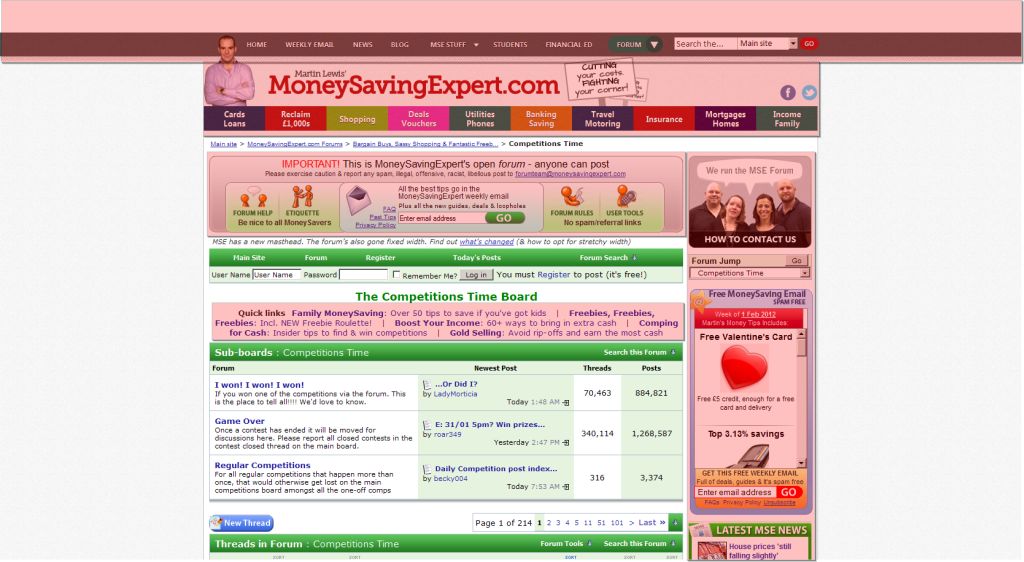 HOME WEEKLY EMAIL NEWS BLOG MSE STUFF STUDENTS FINANCIAL ED FORUM Search the... Main site GO
Martin Lewis'
MoneySavingExpert.com
CUTTING
your costs.
FIGHTING
your corner!
Cards Loans
Reclaim £1,000s
Shopping
Deals Vouchers
Utilities Phones
Banking Saving
Travel Motoring
Insurance
Mortgages Homes
Income Family
Main site > MoneySavingExpert.com Forums > Bargain Buys, Sassy Shopping & Fantastic Freeb... > Competitions Time
IMPORTANT! This is MoneySavingExpert's open forum - anyone can post
Please exercise caution & report any spam, illegal, offensive, racist, libellous post to forumteam@moneysavingexpert.com
FORUM HELP ETIQUETTE
Be nice to all MoneySavers
All the best tips go in the
MoneySavingExpert weekly email
Plus all the new guides, deals & loopholes
FAQ
Past Tips
Privacy Policy
Enter email address GO
FORUM RULES USER TOOLS
No spam/referral links
MSE has a new masthead. The forum's also gone fixed width. Find out what's changed (& how to opt for stretchy width)
Main Site Forum Register Today's Posts Forum Search
User Name User Name Password Remember Me? Log in You must Register to post (it's free!)
The Competitions Time Board
Quick links Family MoneySaving: Over 50 tips to save if you've got kids | Freebies, Freebies,
Freebies: Incl. NEW Freebie Roulette! | Boost Your Income: 60+ ways to bring in extra cash | Comping
for Cash: Insider tips to find & win competitions | Gold Selling: Avoid rip-offs and earn the most cash
Sub-boards : Competitions Time Search this Forum
Forum Newest Post Threads Posts
I won! I won! I won!
If you won one of the competitions via the forum. This
is the place to tell all!!!! We'd love to know.
...Or Did I?
by LadyMorticia
Today 1:48 AM
70,463 884,821
Game Over
Once a contest has ended it will be moved for
discussions here. Please report all closed contests in the
contest closed thread on the main board.
E: 31/01 5pm? Win prizes...
by roar349
Yesterday 2:47 PM
340,114 1,268,587
Regular Competitions
For all regular competitions that happen more than
once, that would otherwise get lost on the main
competitions board amongst all the one-off comps
Daily Competition post index...
by becky004
Today 7:53 AM
316 3,374
New Thread
Page 1 of 214 1 2 3 4 5 11 51 101 > Last »
Threads in Forum : Competitions Time Forum Tools Search this Forum
SORT SORT SORT SORT
We run the MSE Forum
HOW TO CONTACT US
Forum Jump Go
Competitions Time
Free MoneySaving Email
SPAM FREE
Week of 1 Feb 2012
Martin's Money Tips Includes:
Free Valentine's Card
Free £5 credit, enough for a free
card and delivery
Top 3.13% savings
GET THIS FREE WEEKLY EMAIL
Full of deals, guides & it's spam free
Enter email address GO
FAQs Privacy Policy Unsubscribe
LATEST MSE NEWS
House prices 'still
falling slightly'